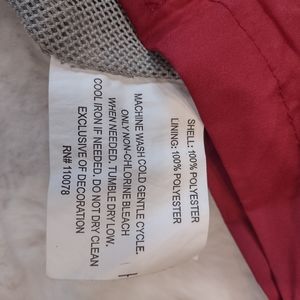 SHELL: 100% POLYESTER
LINING: 100% POLYESTER
MACHINE WASH COLD GENTLE CYCLE.
ONLY NON-CHLORINE BLEACH
WHEN NEEDED. TUMBLE DRY LOW.
COOL IRON IF NEEDED. DO NOT DRY CLEAN
EXCLUSIVE OF DECORATION
RN# 110078